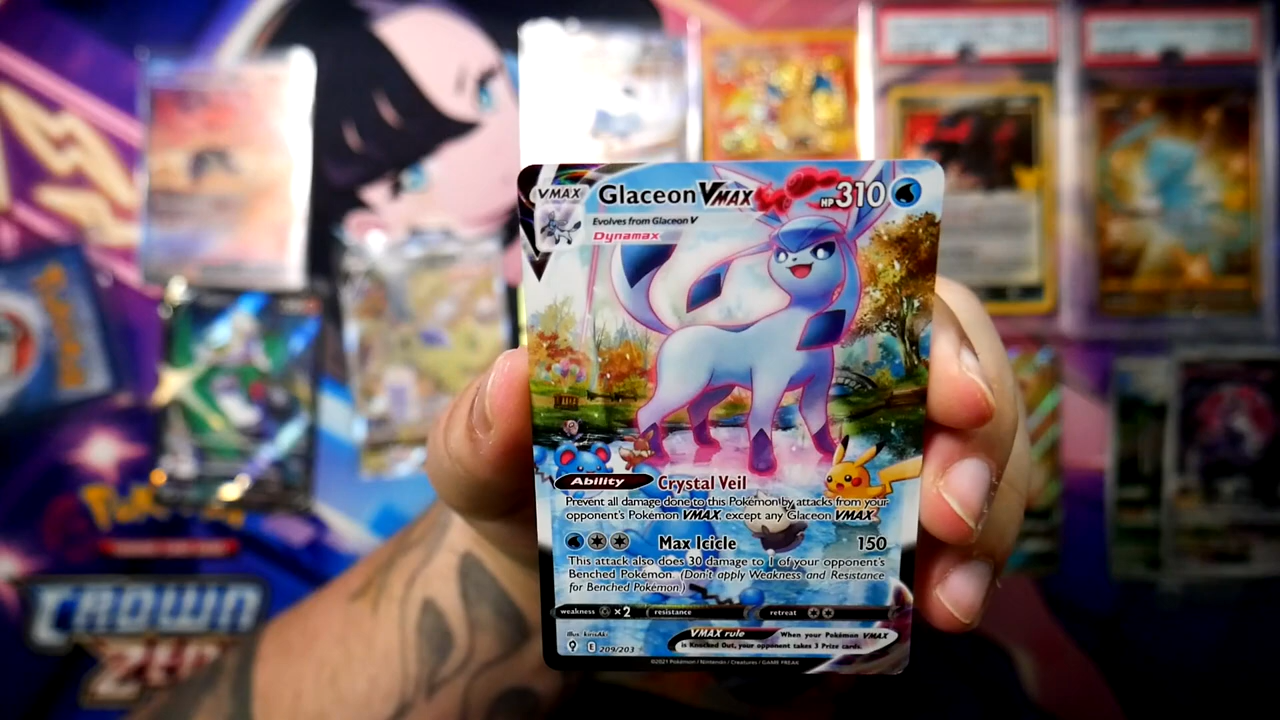 VMAX
Glaceon VMAX
HP 310
Evolves from Glaceon V
Dynamax
Ability Crystal Veil
Prevent all damage done to this Pokémon by attacks from your
opponent's Pokémon VMAX, except any Glaceon VMAX.
Max Icicle 150
This attack also does 30 damage to 1 of your opponent's
Benched Pokémon. (Don't apply Weakness and Resistance
for Benched Pokémon.)
weakness ×2 resistance retreat
Illus. kirisAki
VMAX rule When your Pokémon VMAX
is Knocked Out, your opponent takes 3 Prize cards.
E 209/203
©2021 Pokémon / Nintendo / Creatures / GAME FREAK
CROWN